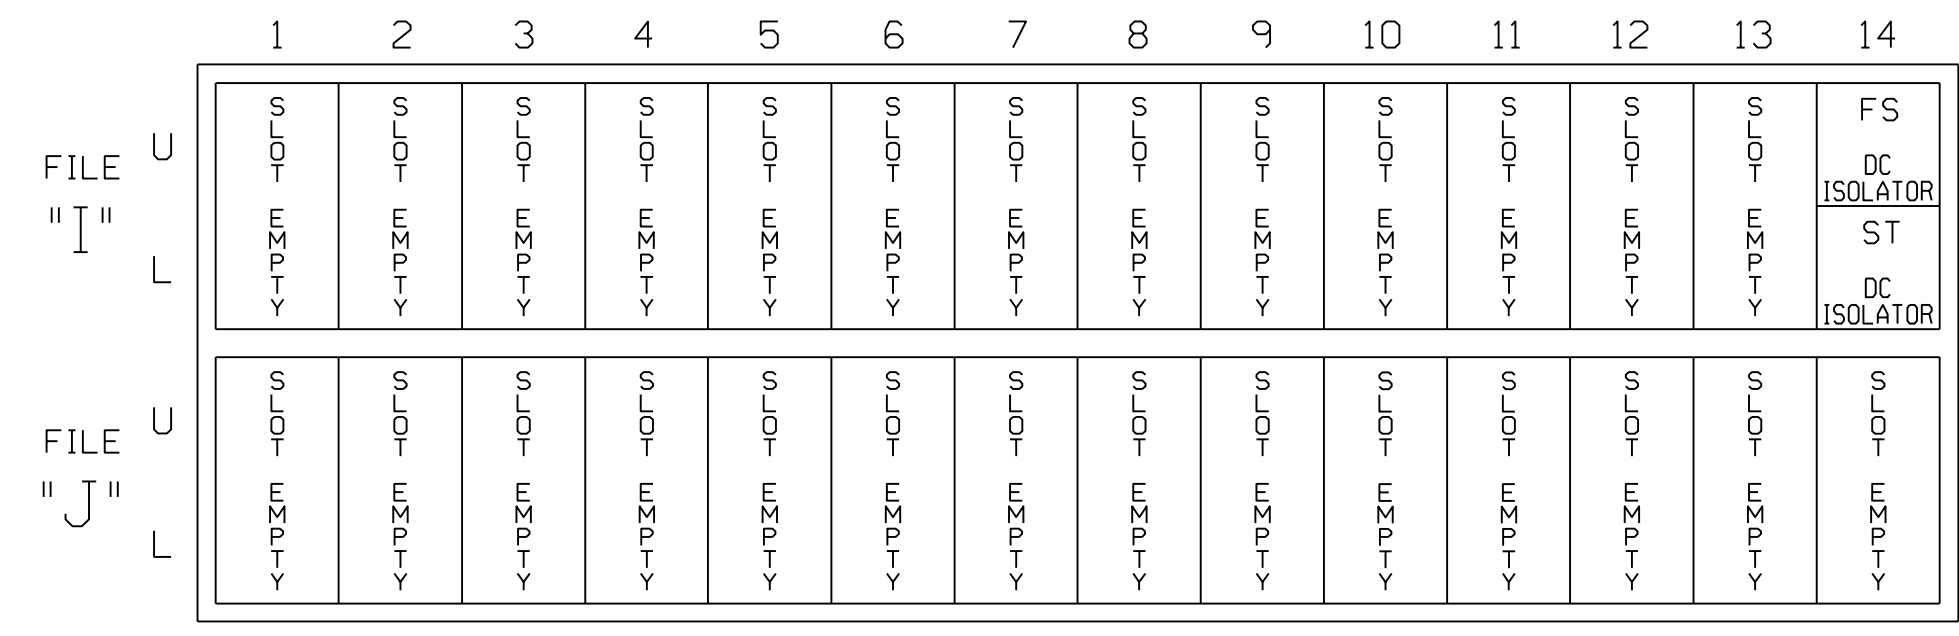 1 2 3 4 5 6 7 8 9 10 11 12 13 14
FILE "I"
U
L
SLOT EMPTY SLOT EMPTY SLOT EMPTY SLOT EMPTY SLOT EMPTY SLOT EMPTY SLOT EMPTY SLOT EMPTY SLOT EMPTY SLOT EMPTY SLOT EMPTY SLOT EMPTY SLOT EMPTY
FS
DC
ISOLATOR
ST
DC
ISOLATOR
FILE "J"
U
L
SLOT EMPTY SLOT EMPTY SLOT EMPTY SLOT EMPTY SLOT EMPTY SLOT EMPTY SLOT EMPTY SLOT EMPTY SLOT EMPTY SLOT EMPTY SLOT EMPTY SLOT EMPTY SLOT EMPTY SLOT EMPTY